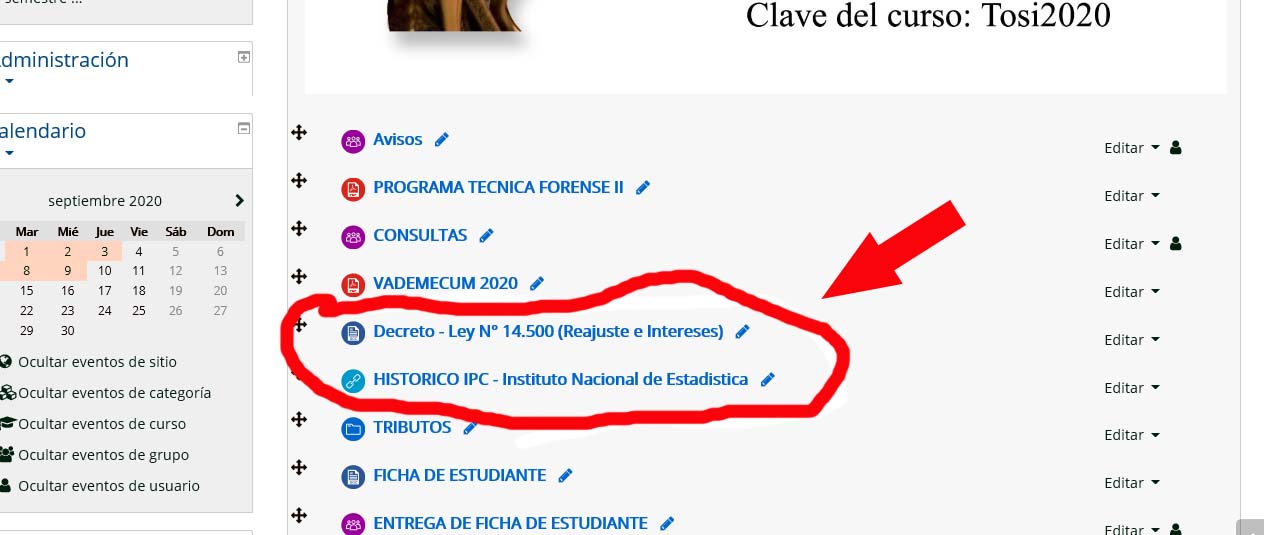 semestre ...
dministración
alendario
septiembre 2020
Mar Mié Jue Vie Sáb Dom
1 2 3 4 5 6
8 9 10 11 12 13
15 16 17 18 19 20
22 23 24 25 26 27
29 30
Ocultar eventos de sitio
Ocultar eventos de categoría
Ocultar eventos de curso
Ocultar eventos de grupo
Ocultar eventos de usuario
Clave del curso: Tosi2020
Avisos Editar
PROGRAMA TECNICA FORENSE II Editar
CONSULTAS Editar
VADEMECUM 2020 Editar
Decreto - Ley N° 14.500 (Reajuste e Intereses) Editar
HISTORICO IPC - Instituto Nacional de Estadistica Editar
TRIBUTOS Editar
FICHA DE ESTUDIANTE Editar
ENTREGA DE FICHA DE ESTUDIANTE Editar